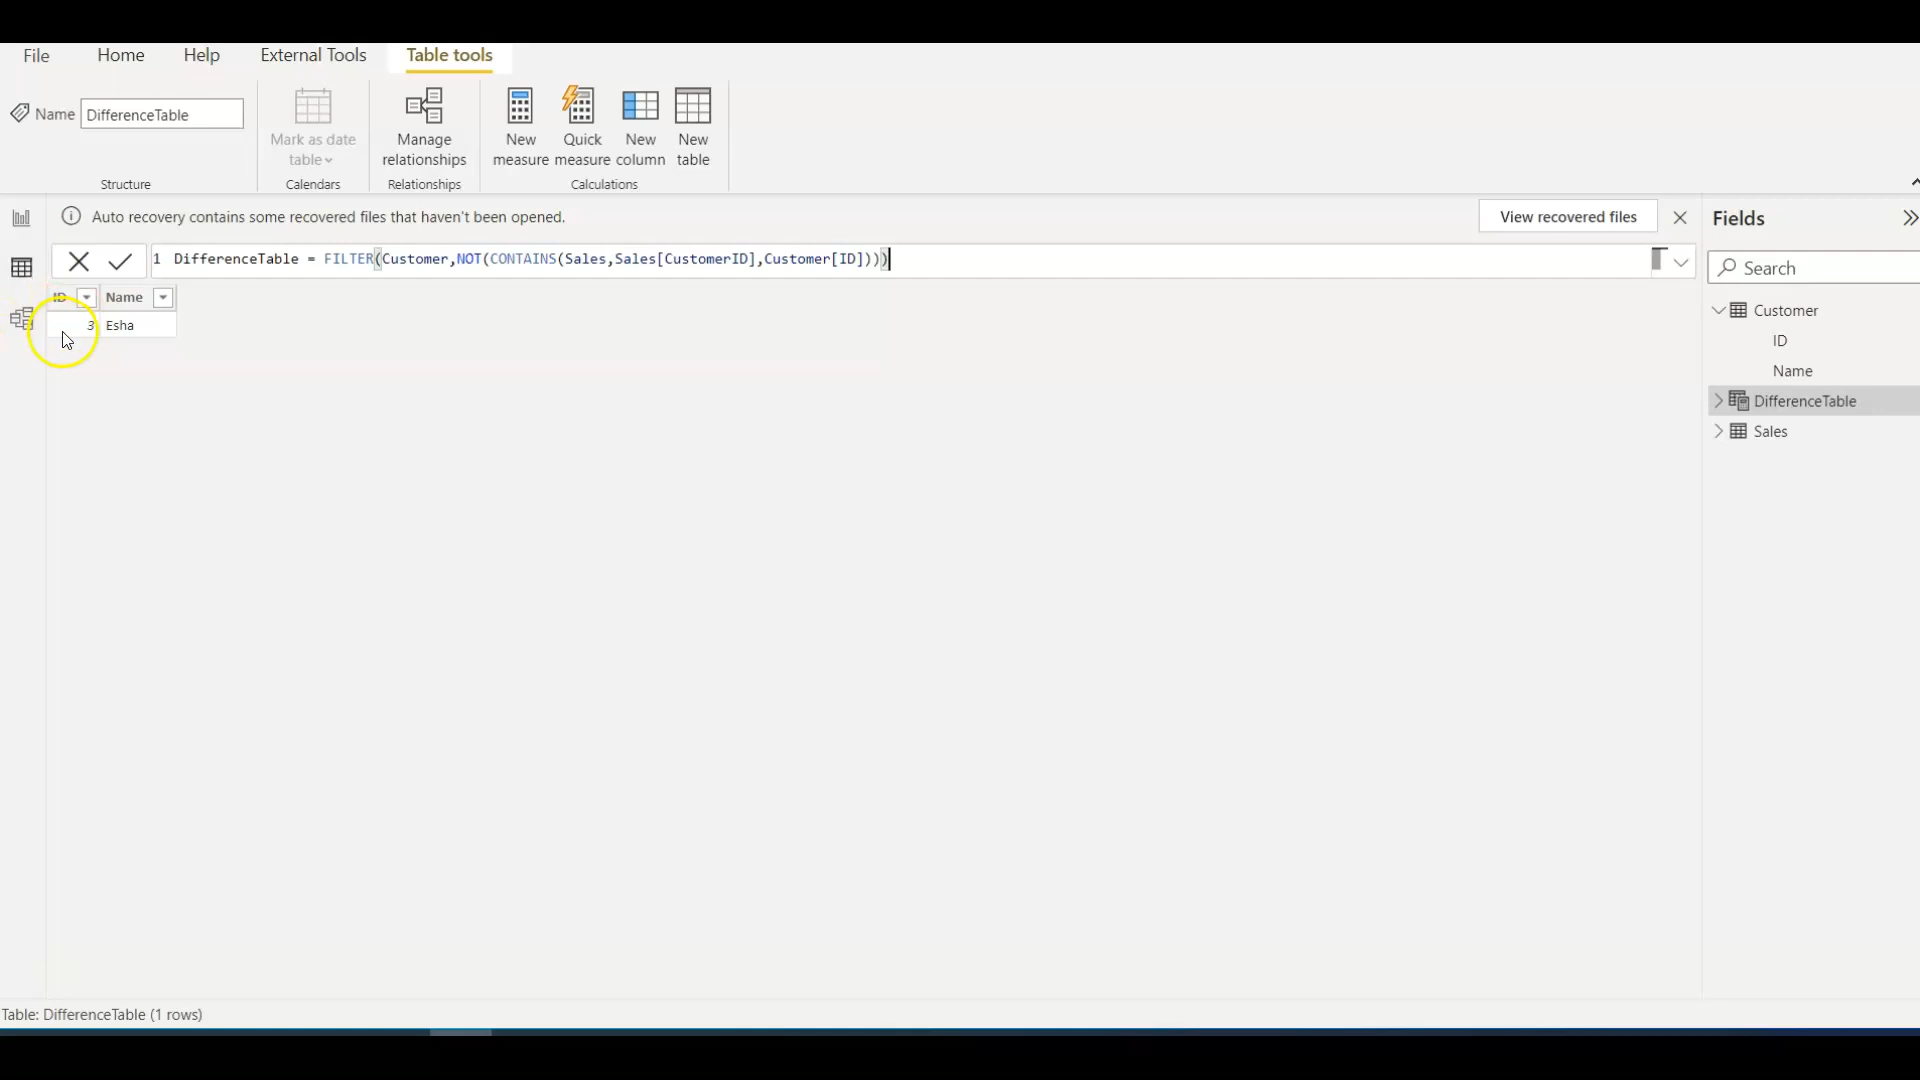 File Home Help External Tools Table tools
Name DifferenceTable
Mark as date table
Manage relationships
New measure
Quick measure
New column
New table
Structure Calendars Relationships Calculations
Auto recovery contains some recovered files that haven't been opened. View recovered files
Fields
1 DifferenceTable = FILTER(Customer,NOT(CONTAINS(Sales,Sales[CustomerID],Customer[ID])))
Search
ID Name
3 Esha
Customer
ID
Name
DifferenceTable
Sales
Table: DifferenceTable (1 rows)